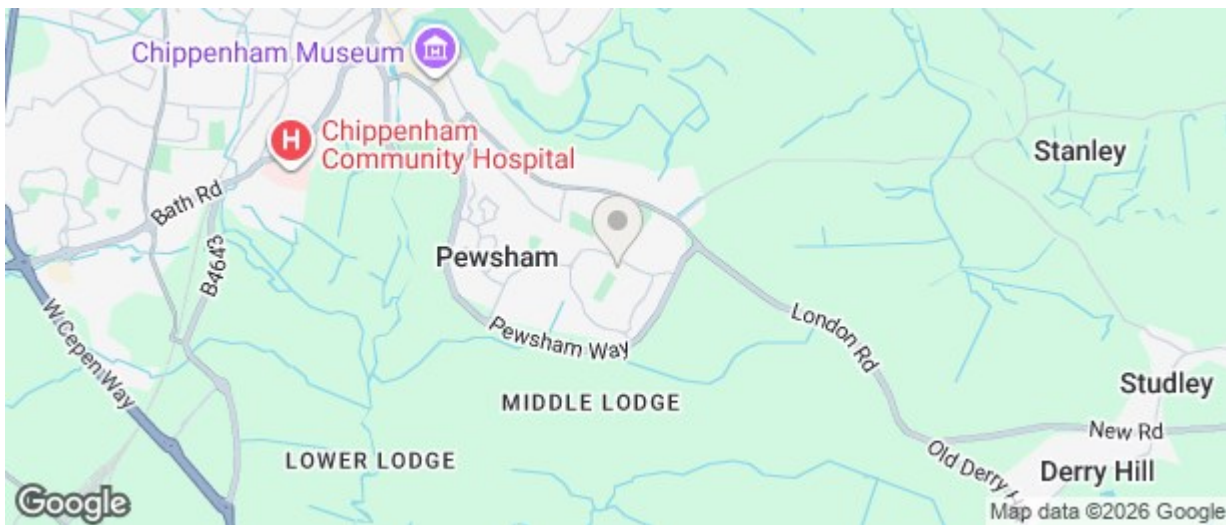 Chippenham Museum
H
Chippenham
Community Hospital
Stanley
Bath Rd
B4643
Pewsham
W Cepen Way
London Rd
Pewsham Way
Studley
MIDDLE LODGE
New Rd
LOWER LODGE
Old Derry
Derry Hill
Google
Map data ©2026 Google